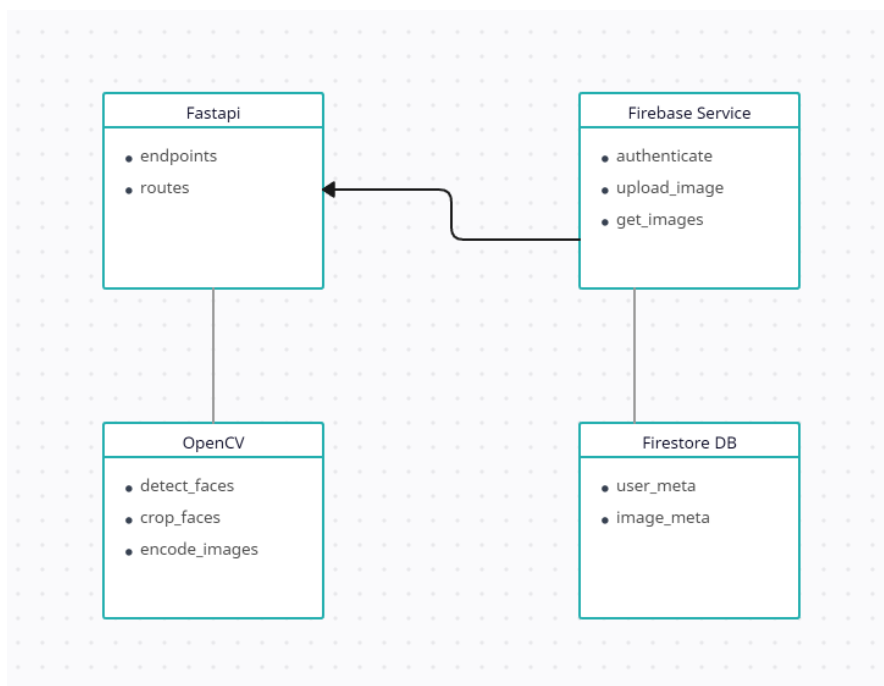 Fastapi
endpoints
routes
Firebase Service
authenticate
upload_image
get_images
OpenCV
detect_faces
crop_faces
encode_images
Firestore DB
user_meta
image_meta